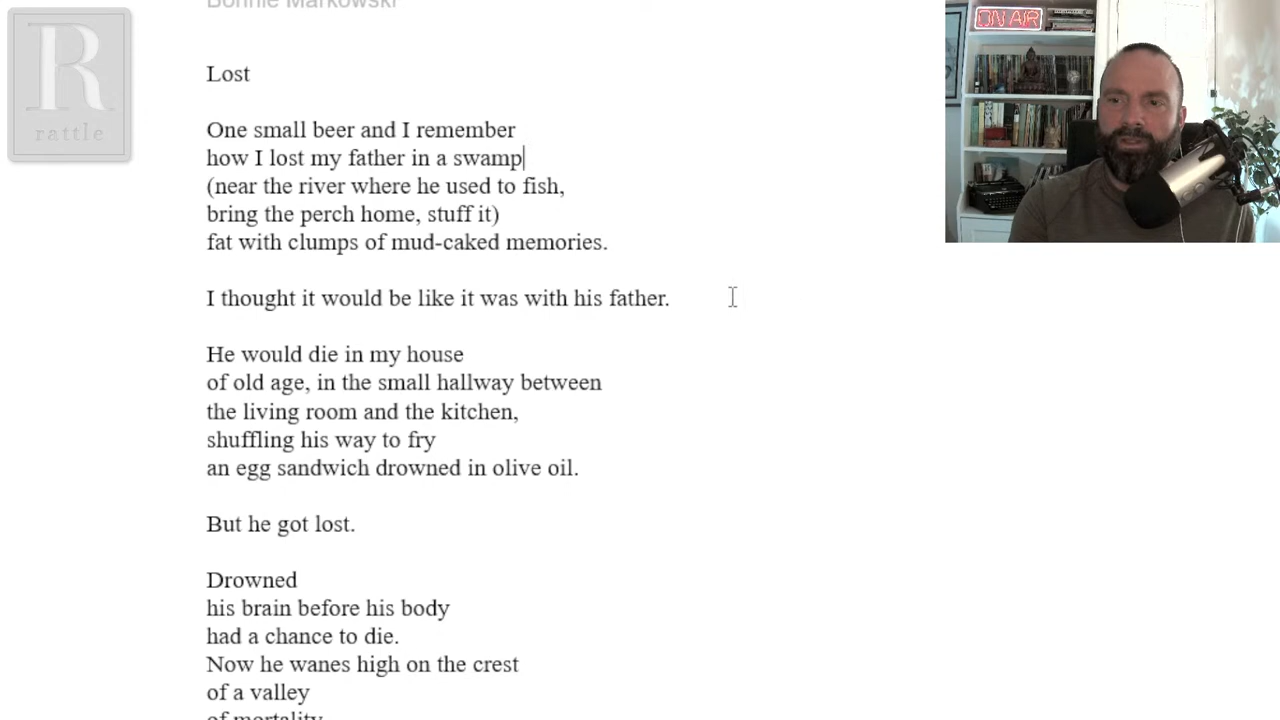 Bonnie Markowski
R
rattle
ON AIR
Lost
One small beer and I remember
how I lost my father in a swamp
(near the river where he used to fish,
bring the perch home, stuff it)
fat with clumps of mud-caked memories.
I thought it would be like it was with his father.
He would die in my house
of old age, in the small hallway between
the living room and the kitchen,
shuffling his way to fry
an egg sandwich drowned in olive oil.
But he got lost.
Drowned
his brain before his body
had a chance to die.
Now he wanes high on the crest
of a valley
of mortality